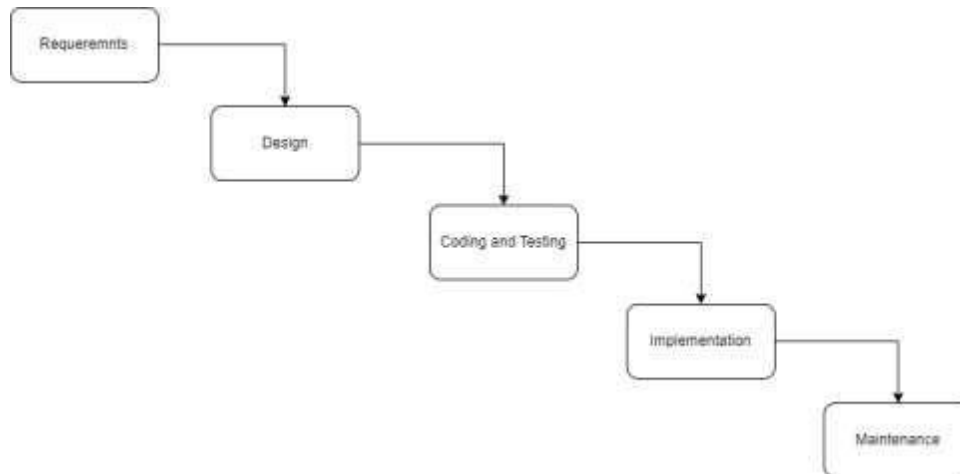 Requeremnts
Design
Coding and Testing
Implementation
Maintenance